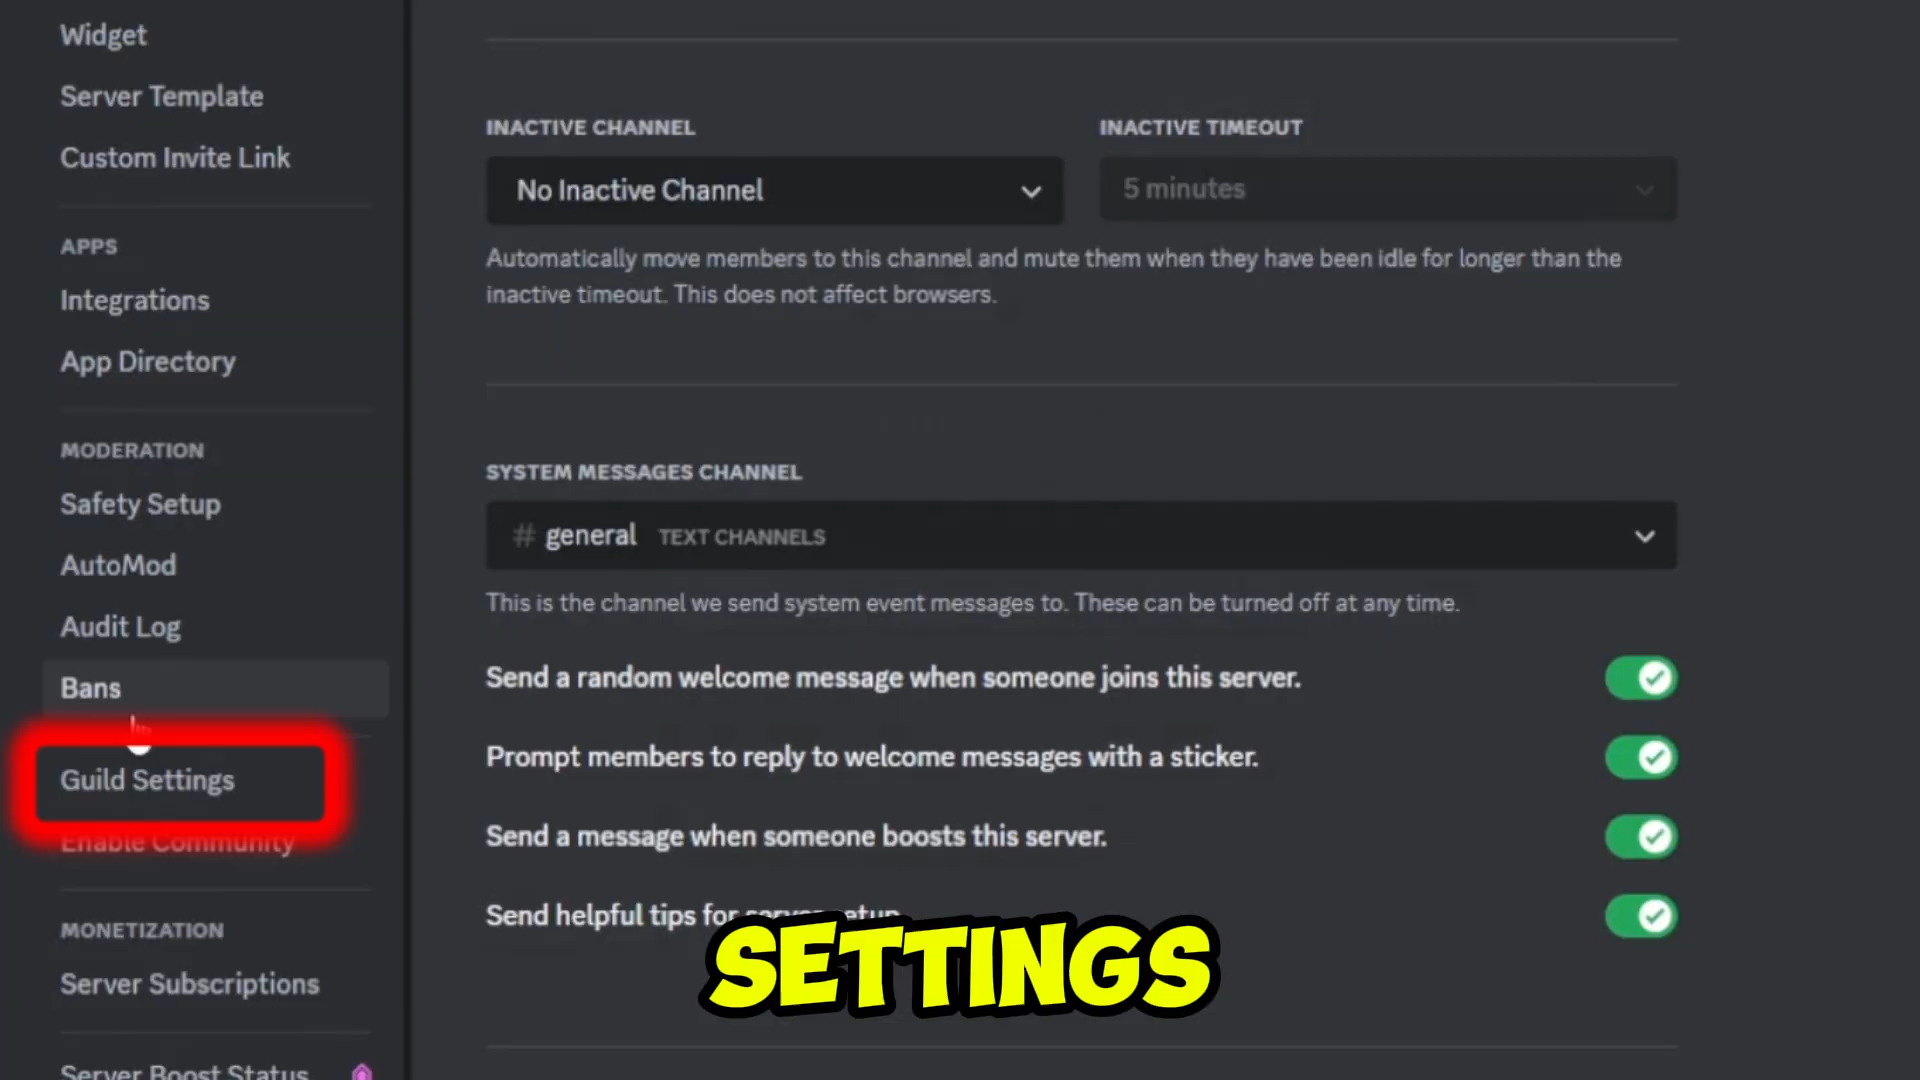 Widget
Server Template
Custom Invite Link
APPS
Integrations
App Directory
MODERATION
Safety Setup
AutoMod
Audit Log
Bans
Guild Settings
Enable Community
MONETIZATION
Server Subscriptions
Server Boost Status
INACTIVE CHANNEL
No Inactive Channel
INACTIVE TIMEOUT
5 minutes
Automatically move members to this channel and mute them when they have been idle for longer than the
inactive timeout. This does not affect browsers.
SYSTEM MESSAGES CHANNEL
# general TEXT CHANNELS
This is the channel we send system event messages to. These can be turned off at any time.
Send a random welcome message when someone joins this server.
Prompt members to reply to welcome messages with a sticker.
Send a message when someone boosts this server.
Send helpful tips for server setup.
SETTINGS